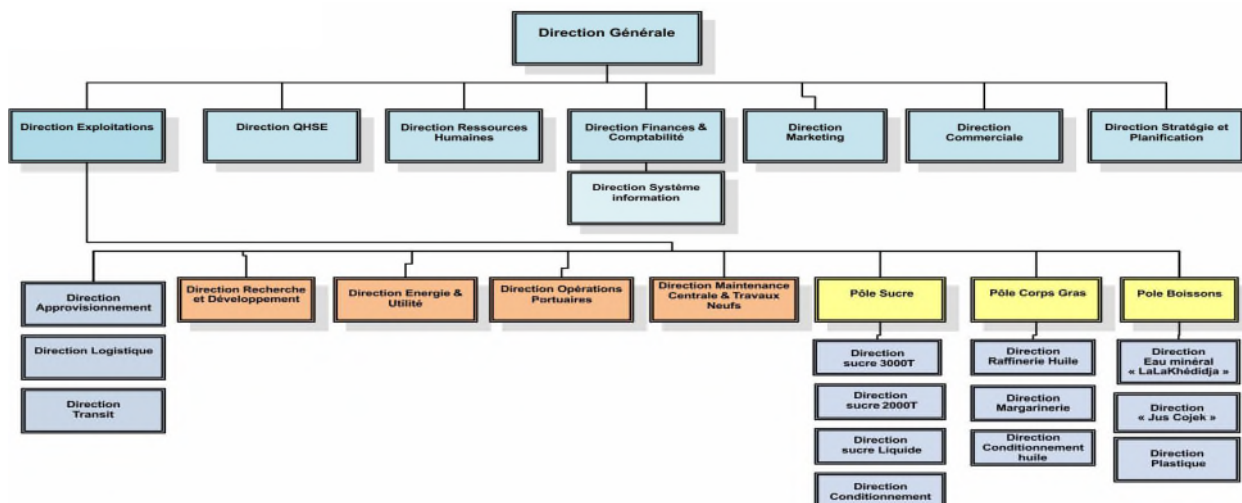 Direction Générale
Direction Exploitations
Direction QHSE
Direction Ressources
Humaines
Direction Finances &
Comptabilité
Direction
Marketing
Direction
Commerciale
Direction Stratégie et
Planification
Direction Système
information
Direction
Approvisionnement
Direction Recherche
et Développement
Direction Energie &
Utilité
Direction Opérations
Portuaires
Direction Maintenance
Centrale & Travaux
Neufs
Pôle Sucre
Pôle Corps Gras
Pole Boissons
Direction Logistique
Direction
Transit
Direction
sucre 3000T
Direction
sucre 2000T
Direction
sucre Liquide
Direction
Conditionnement
Direction
Raffinerie Huile
Direction
Margarinerie
Direction
Conditionnement
huile
Direction
Eau minéral
« LaLaKhédidja »
Direction
« Jus Cojek »
Direction
Plastique